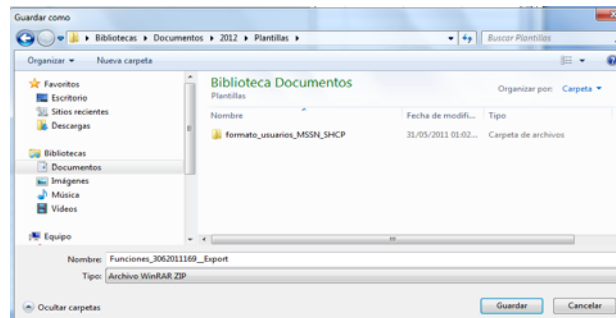 Guardar como
Bibliotecas ▸ Documentos ▸ 2012 ▸ Plantillas ▸
Buscar Plantillas
Organizar ▾ Nueva carpeta
Favoritos
Escritorio
Sitios recientes
Descargas
Bibliotecas
Documentos
Imágenes
Música
Vídeos
Equipo
Biblioteca Documentos
Plantillas
Organizar por: Carpeta ▾
Nombre Fecha de modifi... Tipo
formato_usuarios_MSSN_SHCP 31/05/2011 01:02... Carpeta de archivos
Nombre: Funciones_3062011169__Export
Tipo: Archivo WinRAR ZIP
Ocultar carpetas
Guardar Cancelar